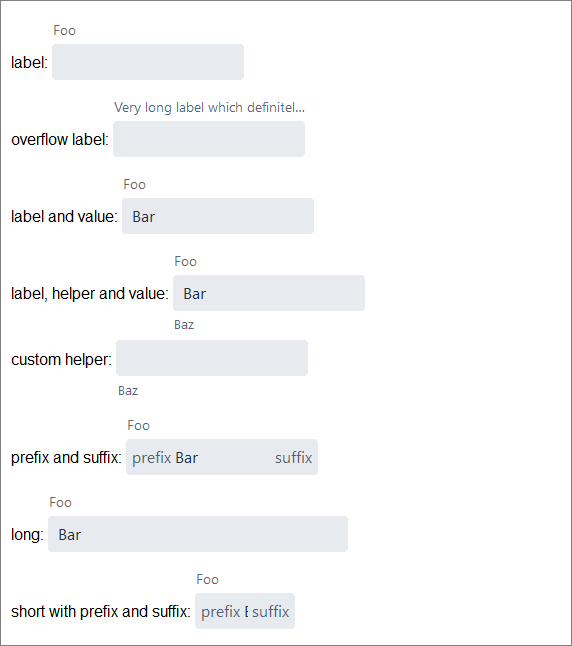 Foo
label:
Very long label which definitel...
overflow label:
Foo
label and value: Bar
Foo
label, helper and value: Bar
Baz
custom helper:
Baz
Foo
prefix and suffix: prefix Bar suffix
Foo
long: Bar
Foo
short with prefix and suffix: prefix suffix